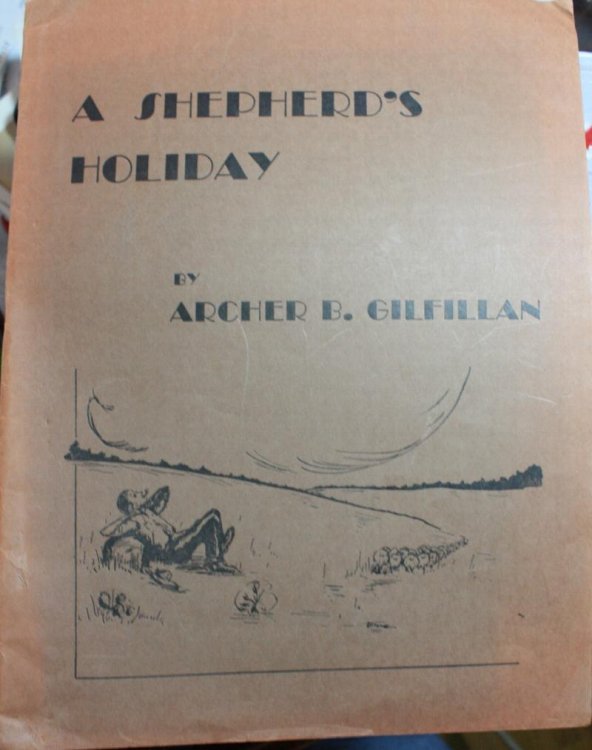 A SHEPHERD'S
HOLIDAY
BY
ARCHER B. GILFILLAN